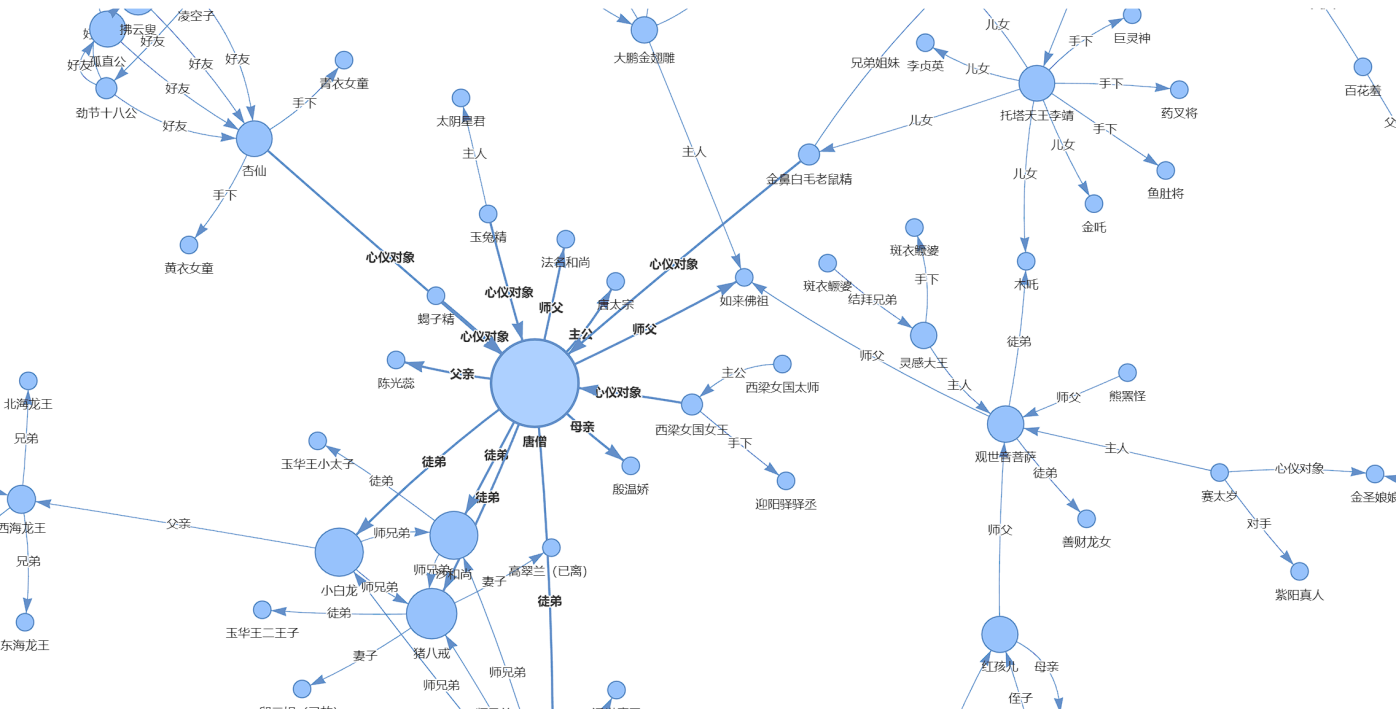 凌空子
拂云叟
好友
孤直公
好友
好友
好友
好友
劲节十八公
好友
杏仙
手下
青衣女童
手下
黄衣女童
太阴星君
主人
玉兔精
心仪对象
心仪对象
蝎子精
心仪对象
法名和尚
师父
唐太宗
主公
大鹏金翅雕
主人
如来佛祖
师父
兄弟姐妹
金鼻白毛老鼠精
心仪对象
儿女
李贞英
儿女
手下
巨灵神
托塔天王李靖
手下
药叉将
手下
鱼肚将
儿女
金吒
儿女
儿女
木吒
徒弟
百花羞
父
斑衣鳜婆
手下
斑衣鳜婆
结拜兄弟
灵感大王
主人
师父
观世音菩萨
师父
熊罴怪
徒弟
善财龙女
主人
赛太岁
心仪对象
金圣娘娘
对手
紫阳真人
师父
红孩儿
母亲
侄子
陈光蕊
父亲
唐僧
母亲
殷温娇
心仪对象
西梁女国女王
主公
西梁女国太师
手下
迎阳驿驿丞
徒弟
徒弟
徒弟
徒弟
玉华王小太子
徒弟
北海龙王
兄弟
西海龙王
兄弟
东海龙王
父亲
小白龙
师兄弟
沙和尚
师兄弟
师兄弟
猪八戒
妻子
高翠兰（已离）
徒弟
玉华王二王子
妻子
师兄弟
师兄弟